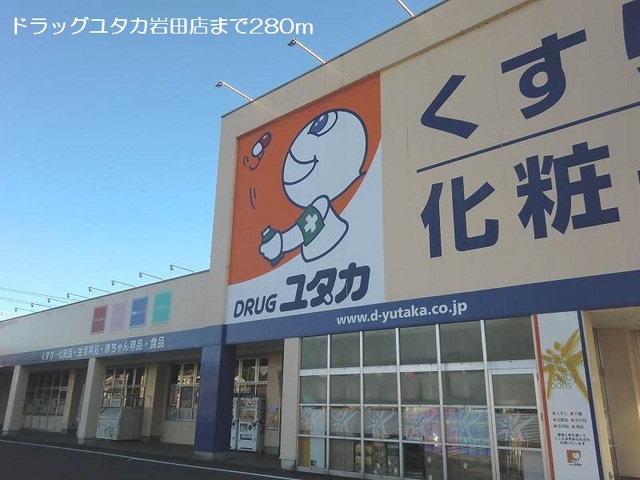 ドラッグユタカ岩田店まで280m
くす
化粧
DRUG ユタカ
www.d-yutaka.co.jp
くすり・化粧品・生活用品・赤ちゃん用品・食品